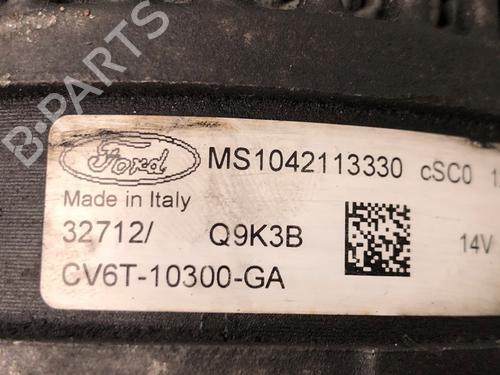 B-PARTS
Ford MS1042113330 cSC0
Made in Italy
32712/ Q9K3B 14V
CV6T-10300-GA